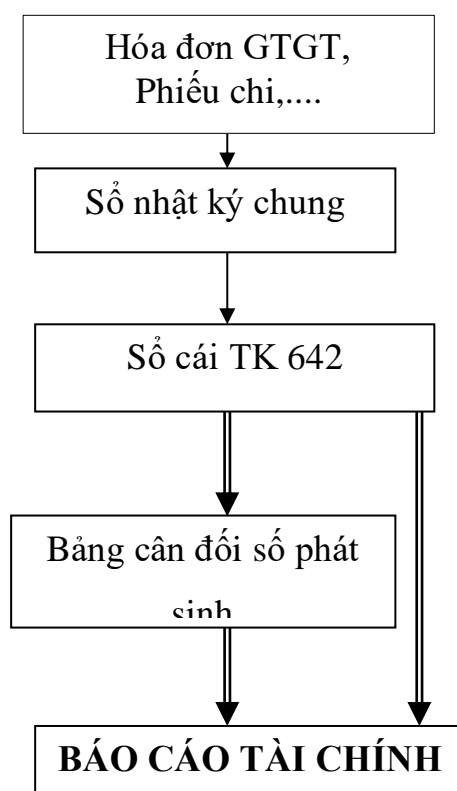 Hóa đơn GTGT,
Phiếu chi,....
Sổ nhật ký chung
Sổ cái TK 642
Bảng cân đối số phát
sinh
BÁO CÁO TÀI CHÍNH